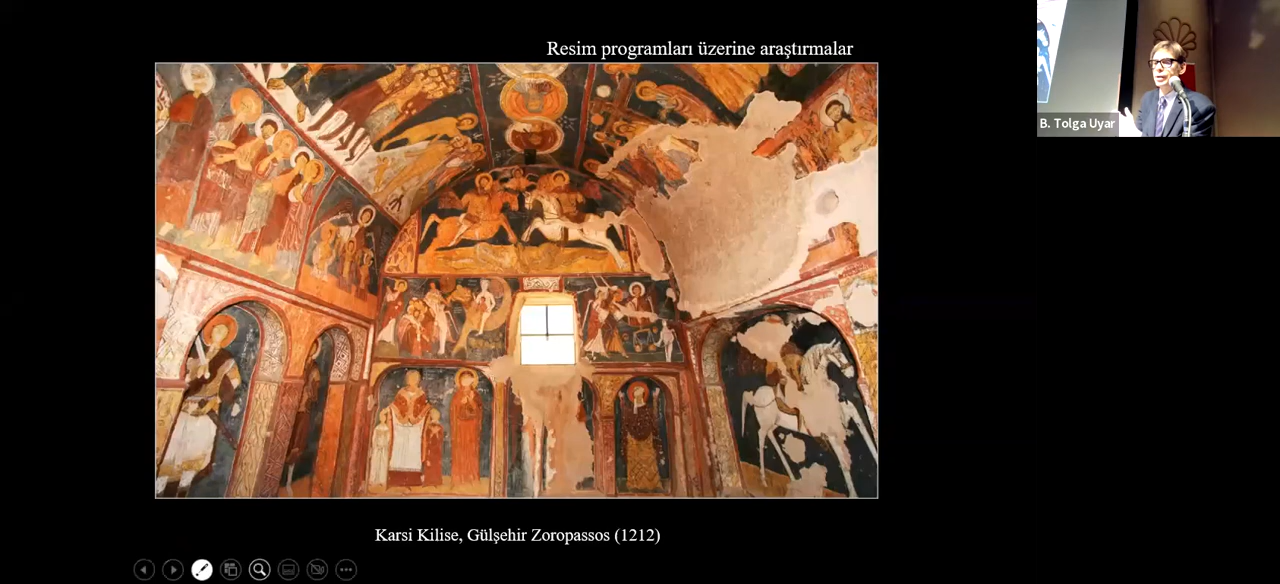 Resim programları üzerine araştırmalar
B. Tolga Uyar
Karsi Kilise, Gülşehir Zoropassos (1212)